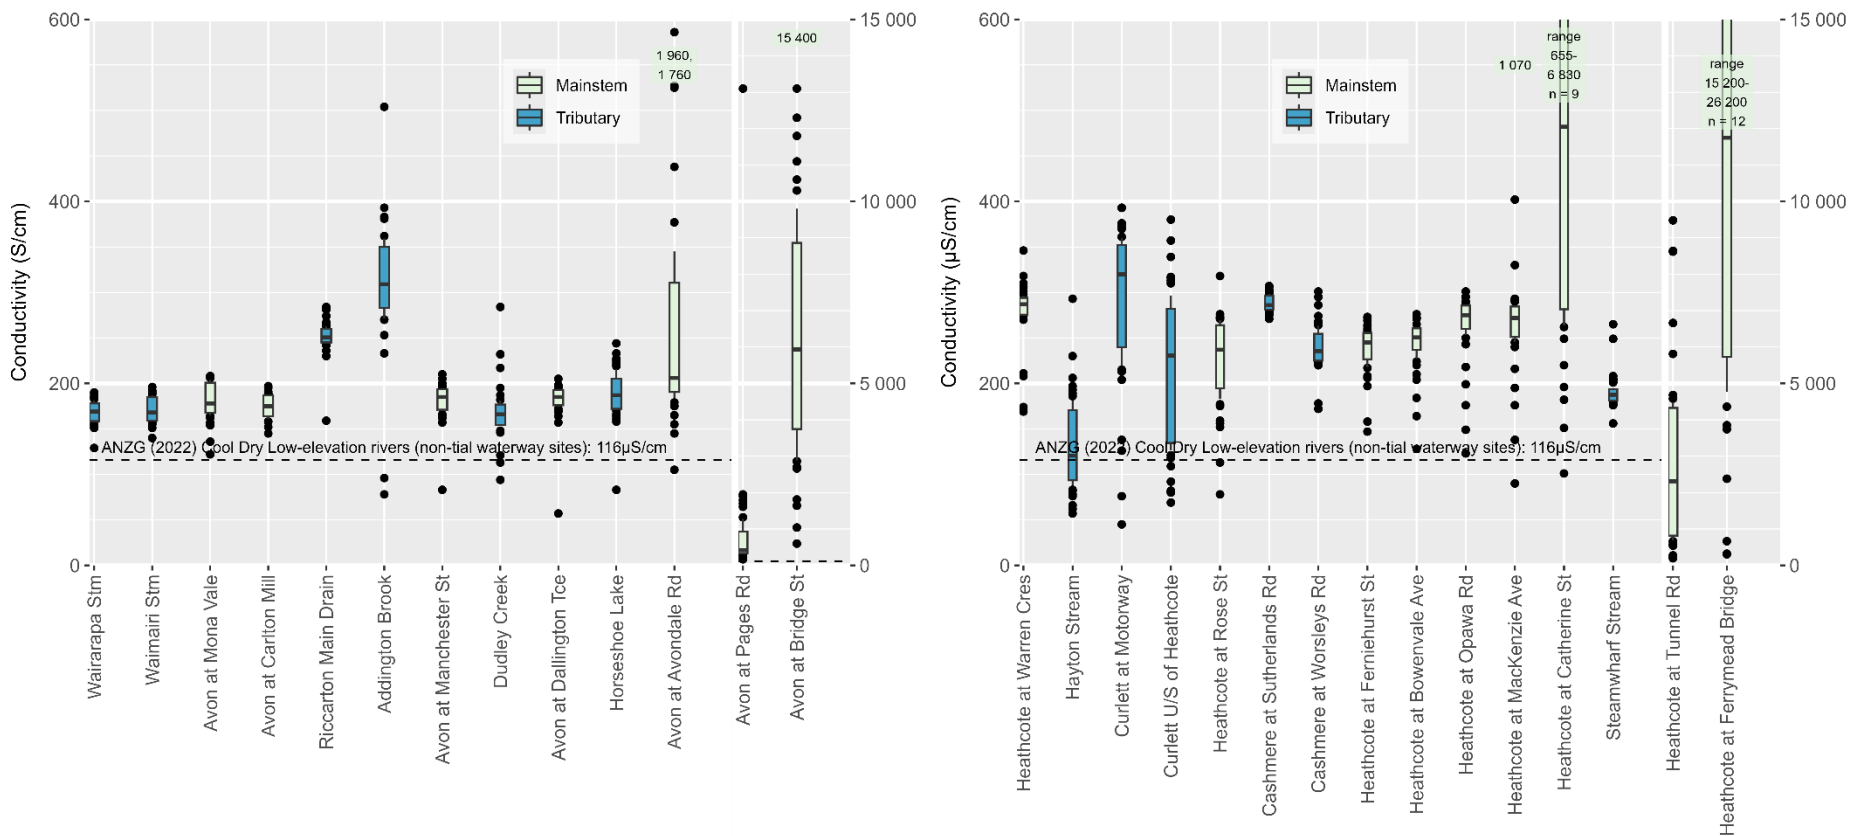 600
400
200
0
Conductivity (S/cm)
15 000
10 000
5 000
0
1 960,
1 760
15 400
Mainstem
Tributary
ANZG (2022) Cool Dry Low-elevation rivers (non-tial waterway sites): 116µS/cm
Wairarapa Stm
Waimairi Stm
Avon at Mona Vale
Avon at Carlton Mill
Riccarton Main Drain
Addington Brook
Avon at Manchester St
Dudley Creek
Avon at Dallington Tce
Horseshoe Lake
Avon at Avondale Rd
Avon at Pages Rd
Avon at Bridge St
600
400
200
0
Conductivity (µS/cm)
15 000
10 000
5 000
0
1 070
range
655-
6 830
n = 9
range
15 200-
26 200
n = 12
Mainstem
Tributary
ANZG (2022) Cool Dry Low-elevation rivers (non-tial waterway sites): 116µS/cm
Heathcote at Warren Cres
Hayton Stream
Curlett at Motorway
Curlett U/S of Heathcote
Heathcote at Rose St
Cashmere at Sutherlands Rd
Cashmere at Worsleys Rd
Heathcote at Ferniehurst St
Heathcote at Bowenvale Ave
Heathcote at Opawa Rd
Heathcote at MacKenzie Ave
Heathcote at Catherine St
Steamwharf Stream
Heathcote at Tunnel Rd
Heathcote at Ferrymead Bridge